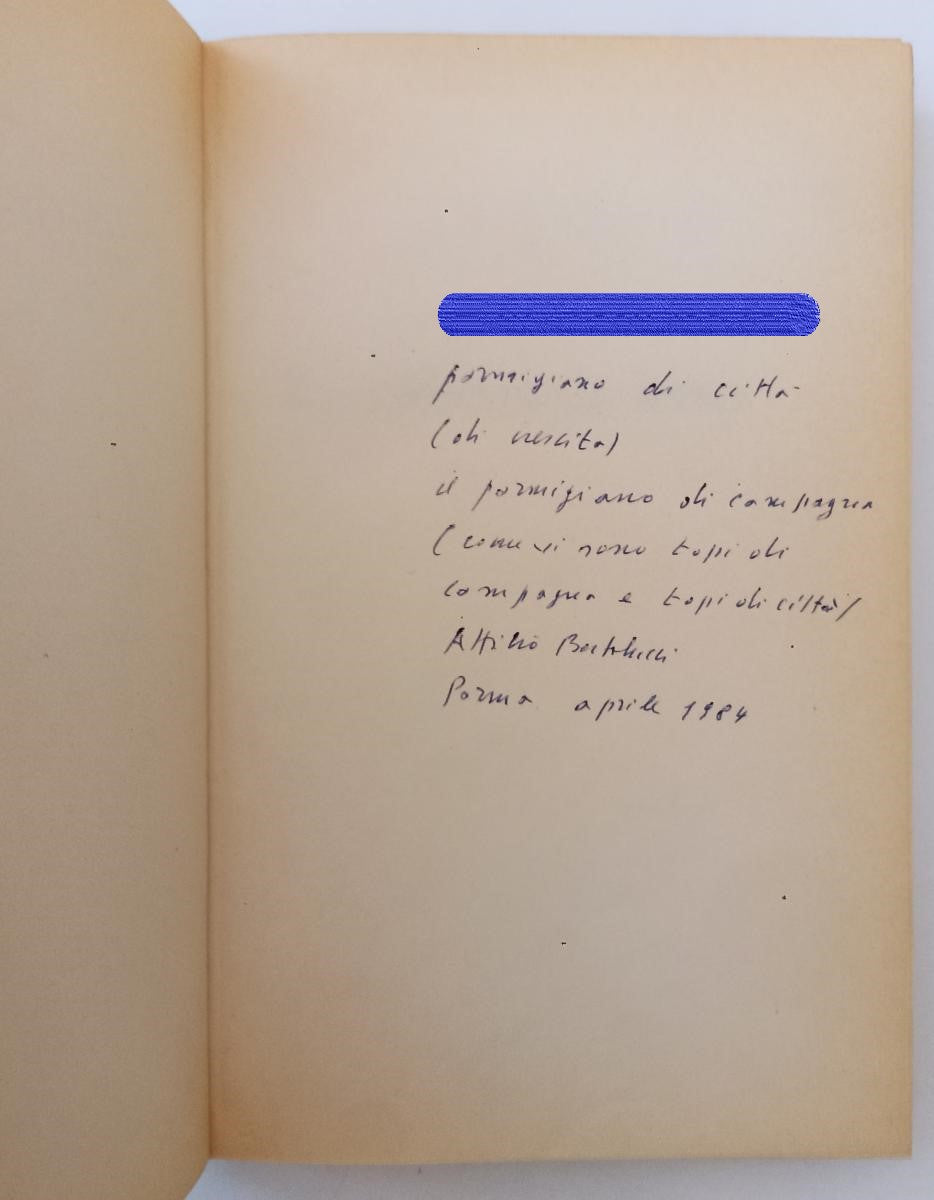 parmigiano di città
(di nascita)
il parmigiano di campagna
(come vi sono topi di
campagna e topi di città)
Attilio Bertolucci
Parma aprile 1984